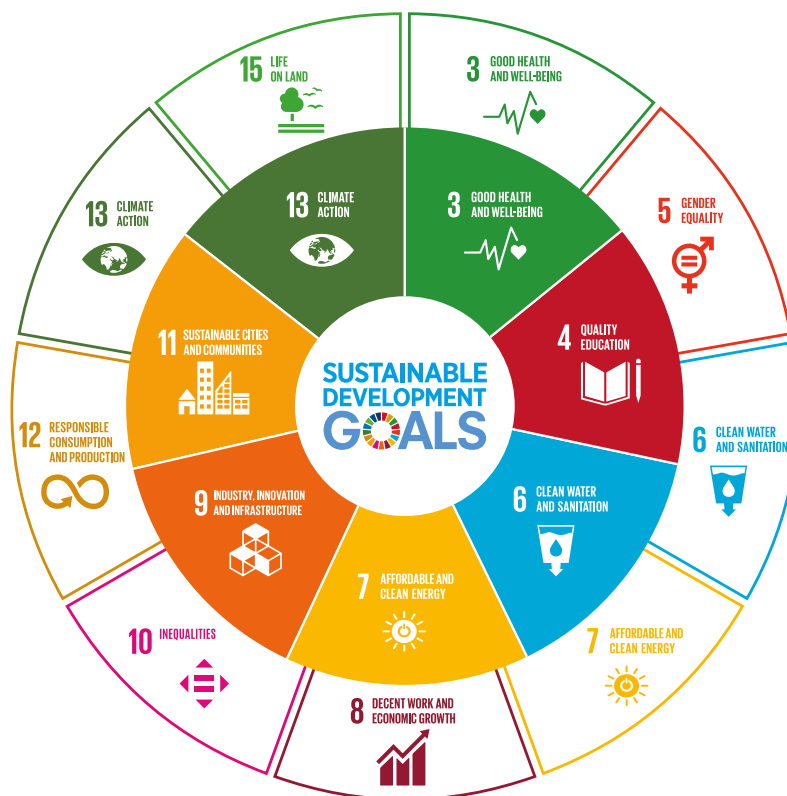 15 LIFE
ON LAND
3 GOOD HEALTH
AND WELL-BEING
13 CLIMATE
ACTION
5 GENDER
EQUALITY
12 RESPONSIBLE
CONSUMPTION
AND PRODUCTION
6 CLEAN WATER
AND SANITATION
10 INEQUALITIES
8 DECENT WORK AND
ECONOMIC GROWTH
7 AFFORDABLE AND
CLEAN ENERGY
13 CLIMATE
ACTION
3 GOOD HEALTH
AND WELL-BEING
11 SUSTAINABLE CITIES
AND COMMUNITIES
4 QUALITY
EDUCATION
SUSTAINABLE
DEVELOPMENT
GOALS
9 INDUSTRY, INNOVATION
AND INFRASTRUCTURE
6 CLEAN WATER
AND SANITATION
7 AFFORDABLE AND
CLEAN ENERGY